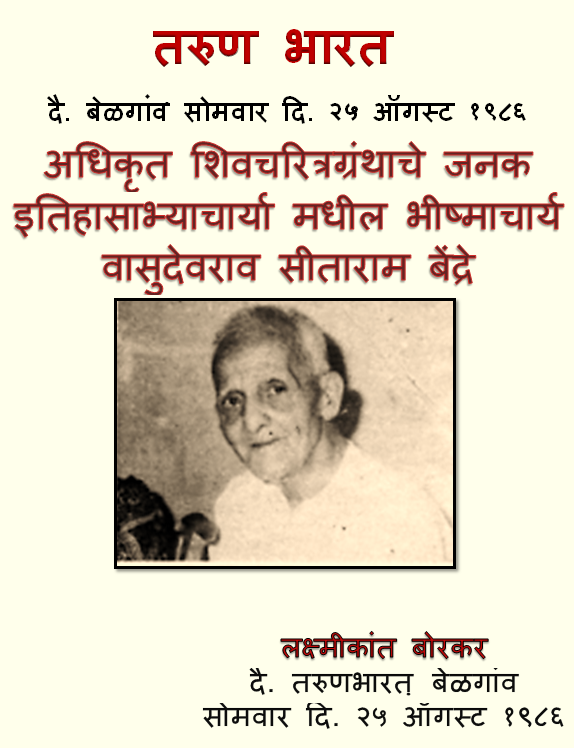 तरुण भारत
दै. बेळगांव सोमवार दि. २५ ऑगस्ट १९८६
अधिकृत शिवचरित्रग्रंथाचे जनक
इतिहासाभ्याचार्या मधील भीष्माचार्य
वासुदेवराव सीताराम बेंद्रे
लक्ष्मीकांत बोरकर
दै. तरुणभारत् बेळगांव
सोमवार दि. २५ ऑगस्ट १९८६